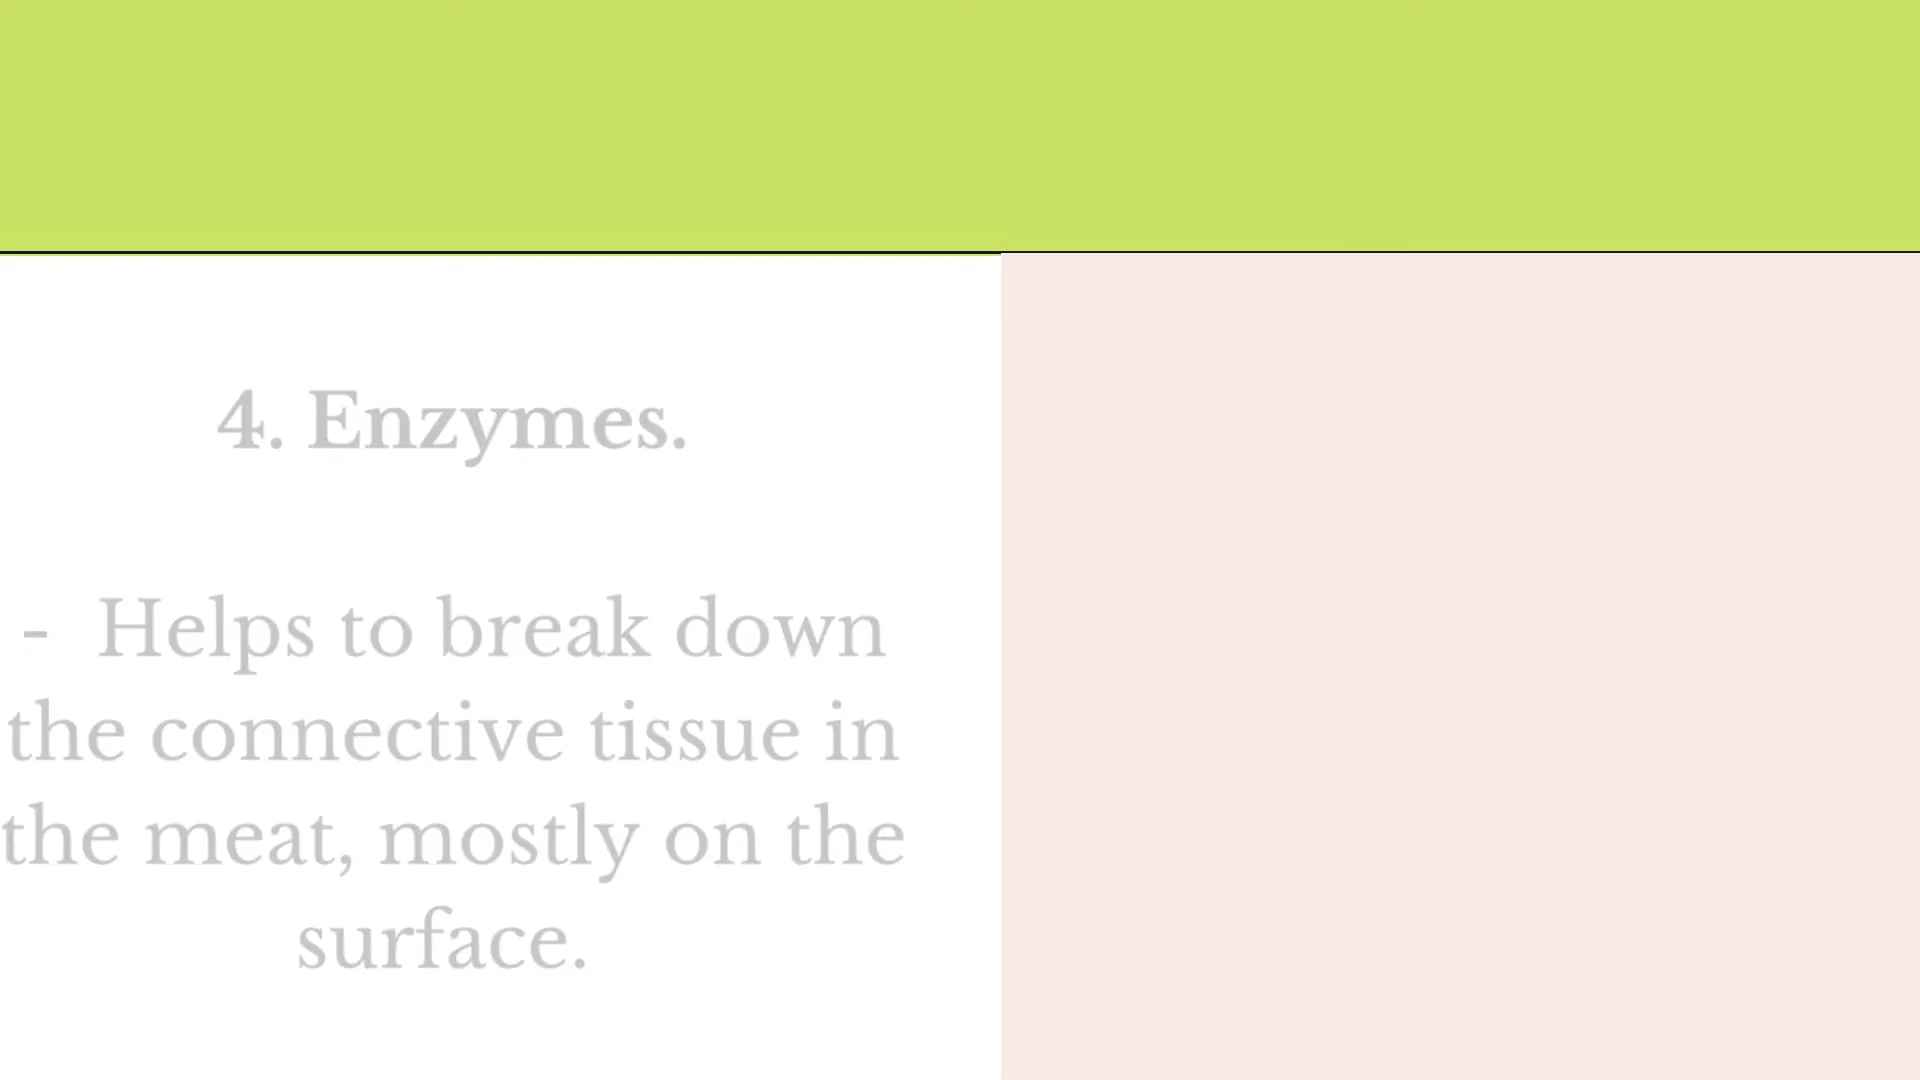 4. Enzymes.
- Helps to break down
the connective tissue in
the meat, mostly on the
surface.